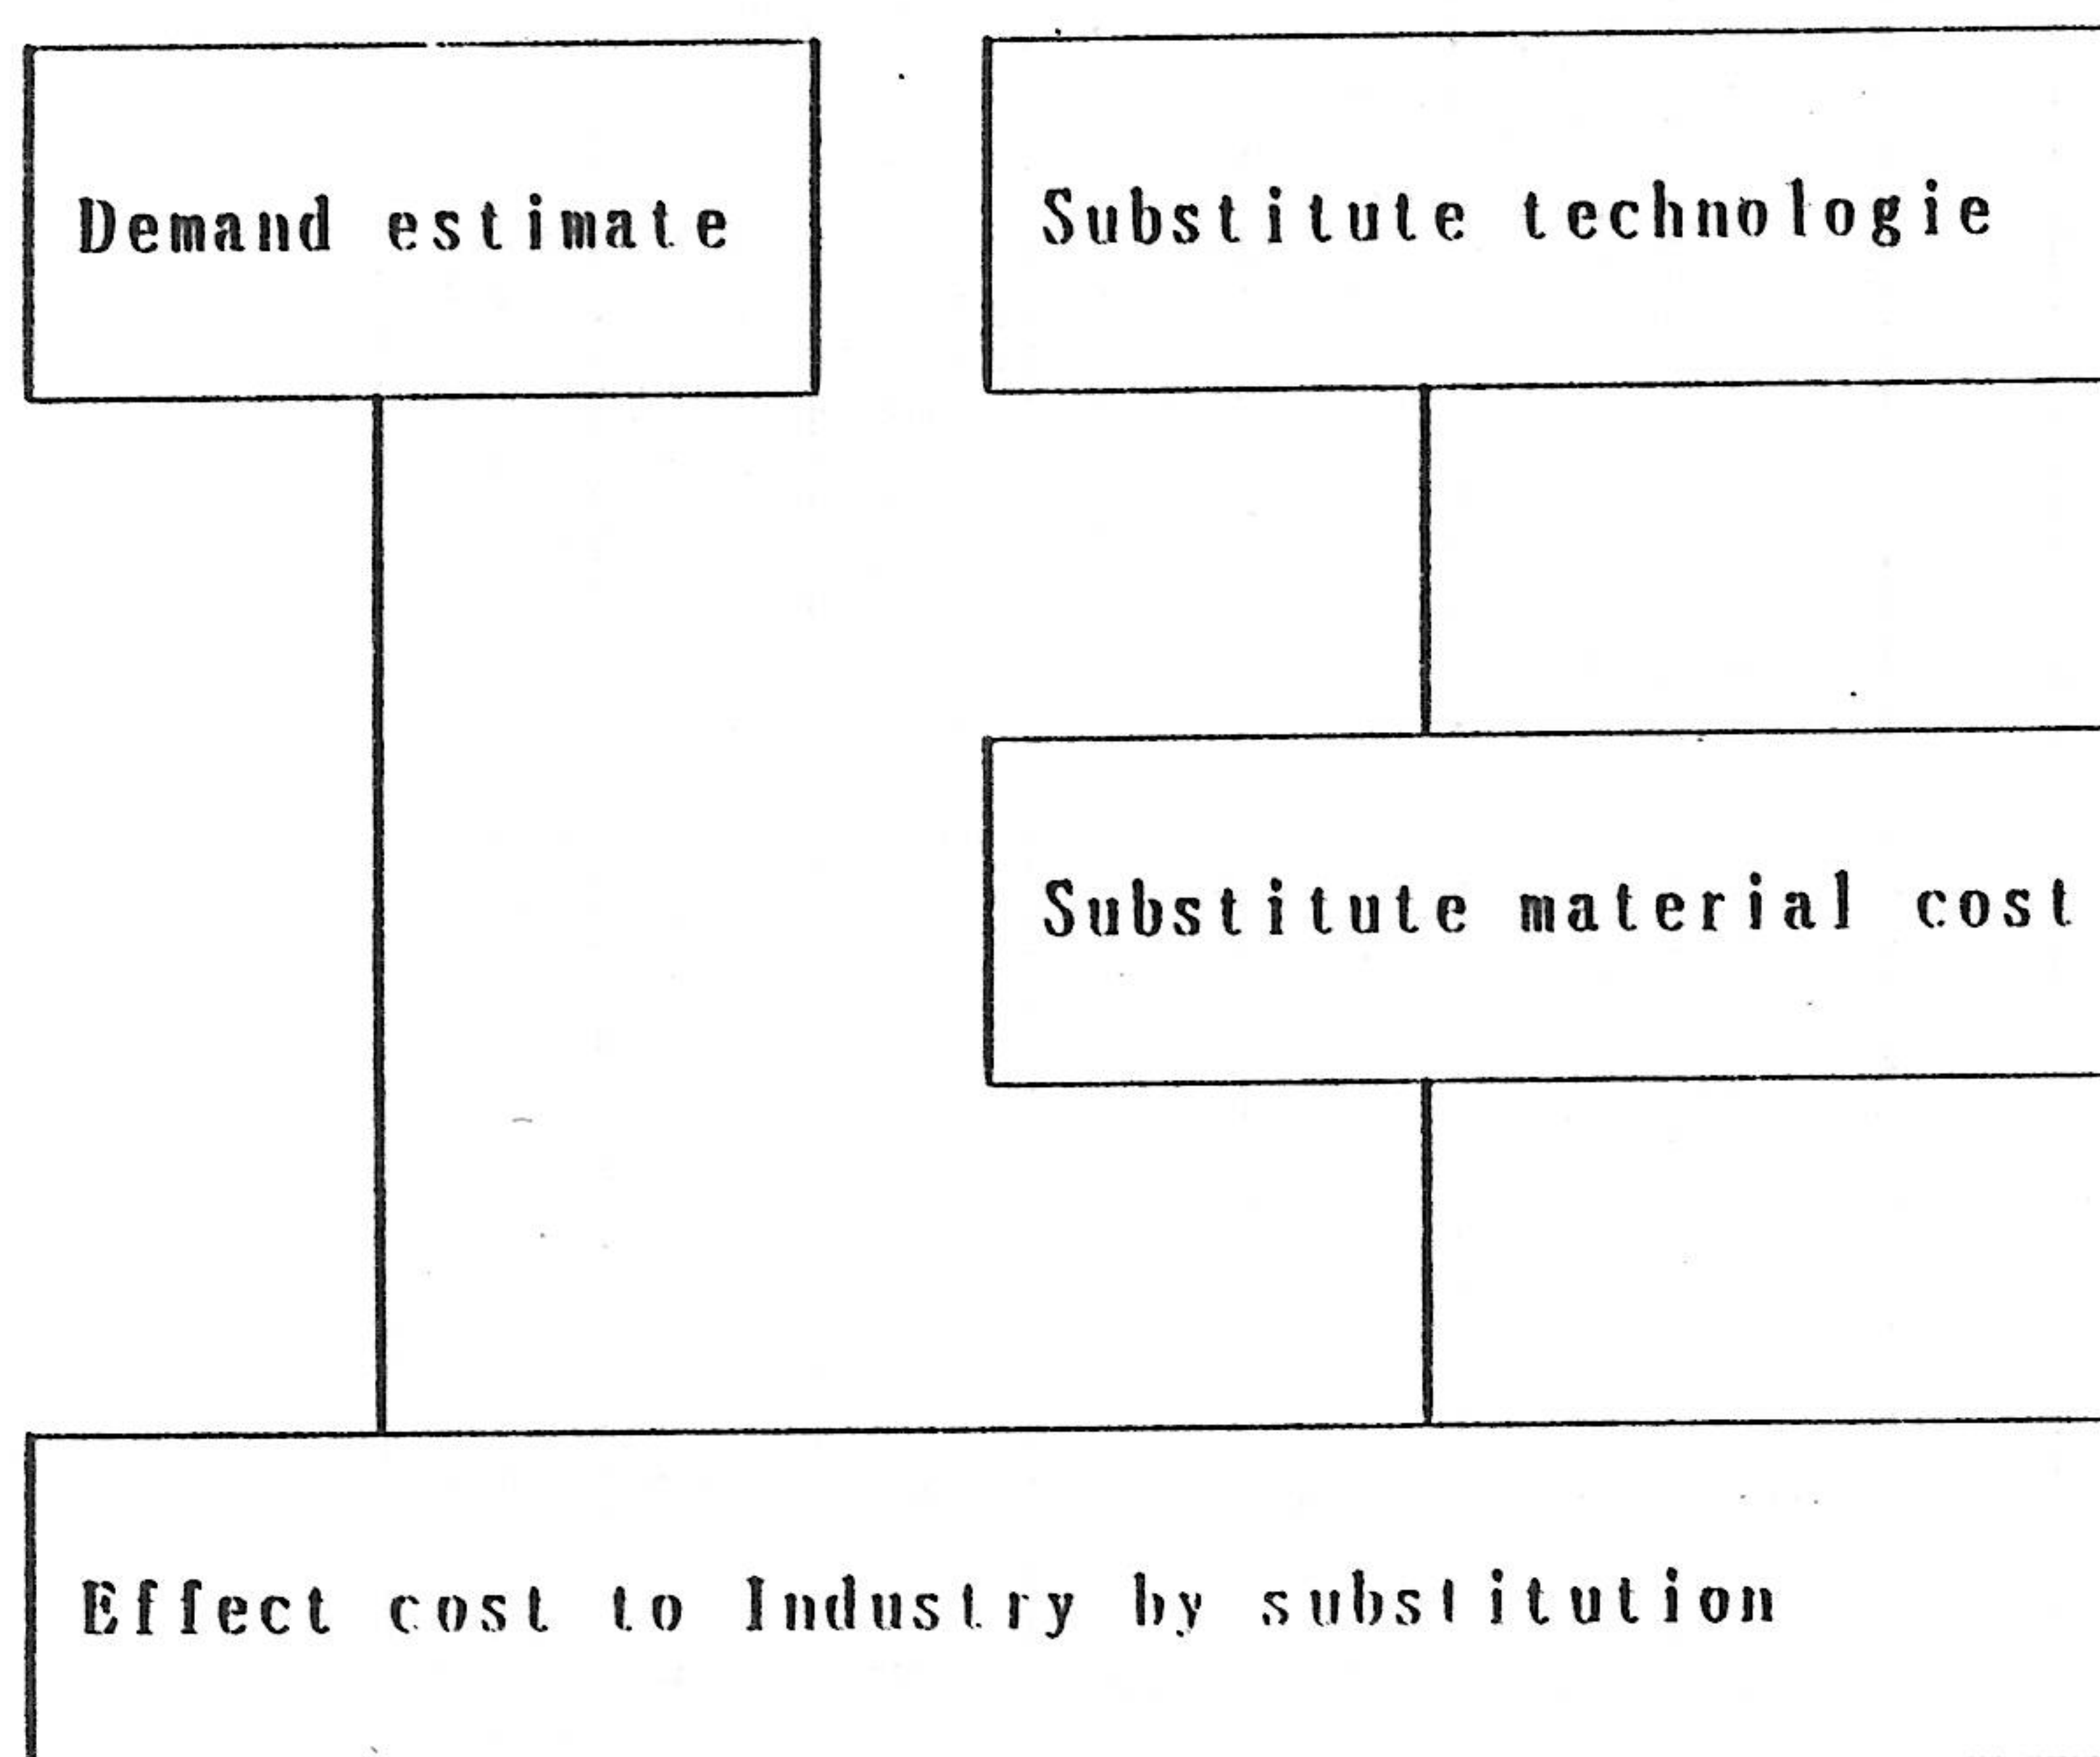 Demand estimate
Substitute technologie
Substitute material cost
Effect cost to Industry by substitution